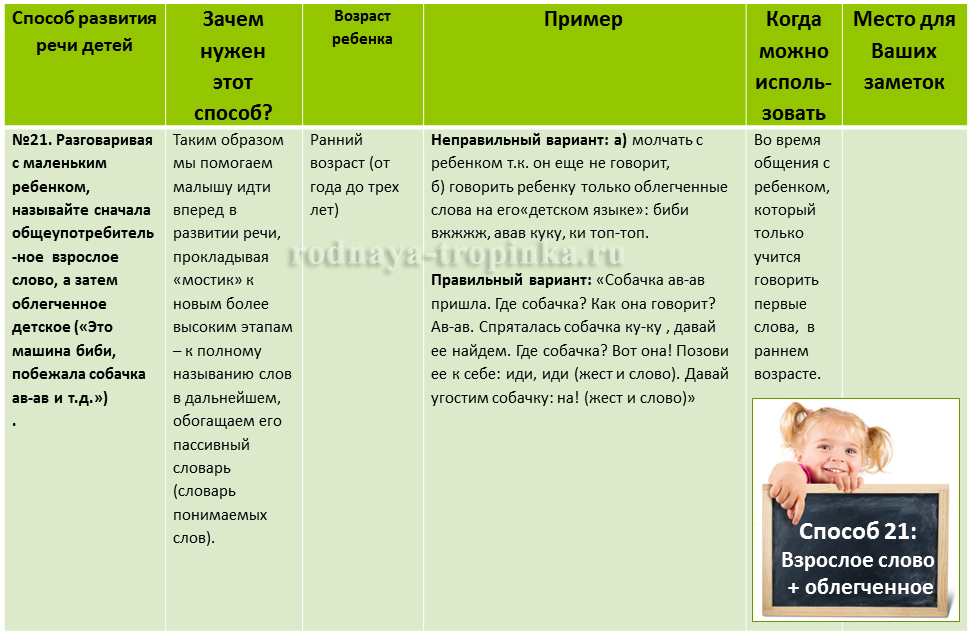 Способ развития
речи детей
Зачем
нужен
этот
способ?
Возраст
ребенка
Пример
Когда
можно
исполь-
зовать
Место для
Ваших
заметок
№21. Разговаривая
с маленьким
ребенком,
называйте сначала
общеупотребитель
-ное взрослое
слово, а затем
облегченное
детское («Это
машина биби,
побежала собачка
ав-ав и т.д.»)
.
Таким образом
мы помогаем
малышу идти
вперед в
развитии речи,
прокладывая
«мостик» к
новым более
высоким этапам
– к полному
называнию слов
в дальнейшем,
обогащаем его
пассивный
словарь
(словарь
понимаемых
слов).
Ранний
возраст (от
года до трех
лет)
Неправильный вариант: а) молчать с
ребенком т.к. он еще не говорит,
б) говорить ребенку только облегченные
слова на его«детском языке»: биби
вжжжж, авав куку, ки топ-топ.
Правильный вариант: «Собачка ав-ав
пришла. Где собачка? Как она говорит?
Ав-ав. Спряталась собачка ку-ку , давай
ее найдем. Где собачка? Вот она! Позови
ее к себе: иди, иди (жест и слово). Давай
угостим собачку: на! (жест и слово)»
Во время
общения с
ребенком,
который
только
учится
говорить
первые
слова, в
раннем
возрасте.
rodnaya-tropinka.ru
Способ 21:
Взрослое слово
+ облегченное